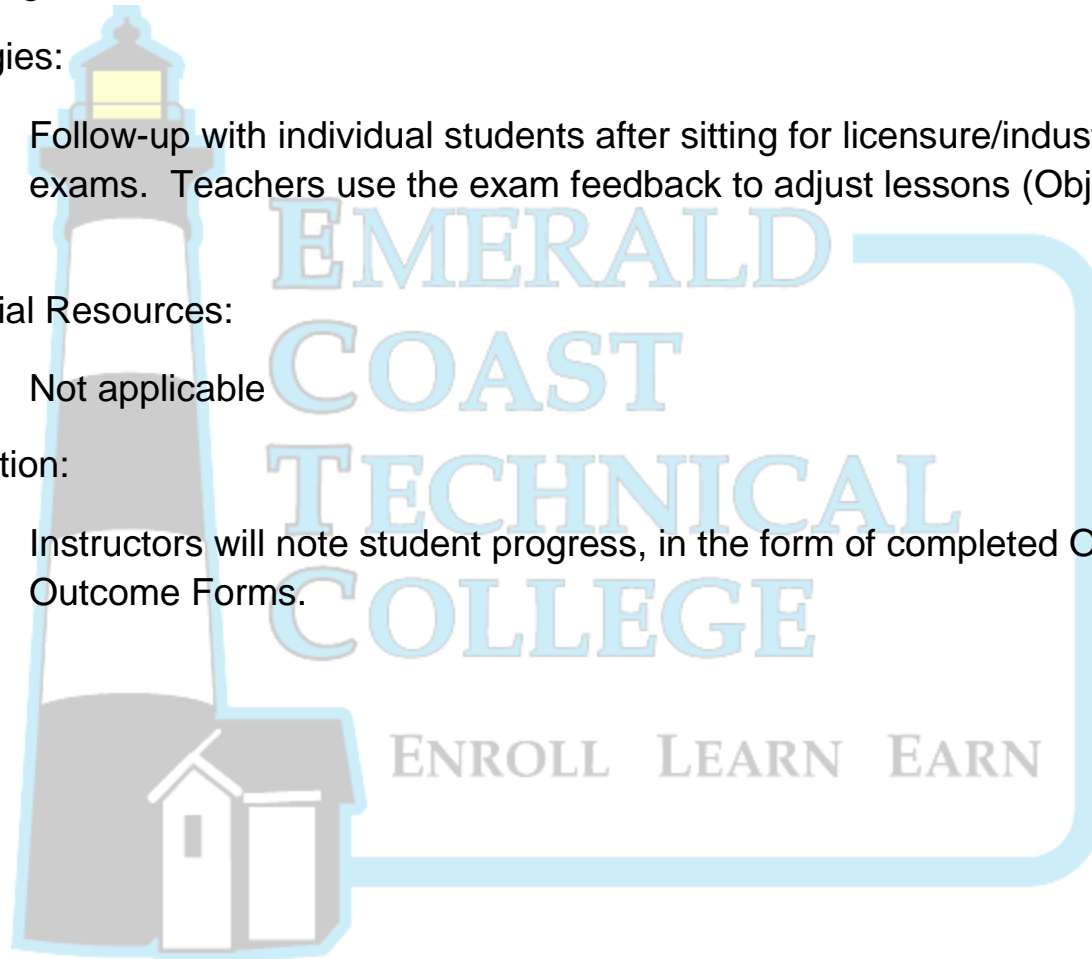 gies:
Follow-up with individual students after sitting for licensure/indust
exams. Teachers use the exam feedback to adjust lessons (Obj
EMERALD
ial Resources:
COAST
Not applicable
tion:
TECHNICAL
Instructors will note student progress, in the form of completed O
Outcome Forms.
COLLEGE
ENROLL LEARN EARN